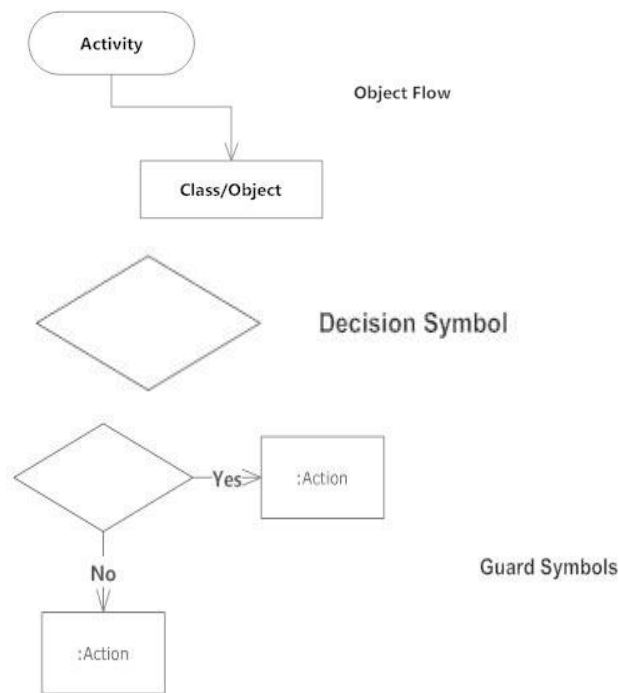 Activity
Object Flow
Class/Object
Decision Symbol
Yes
:Action
No
Guard Symbols
:Action